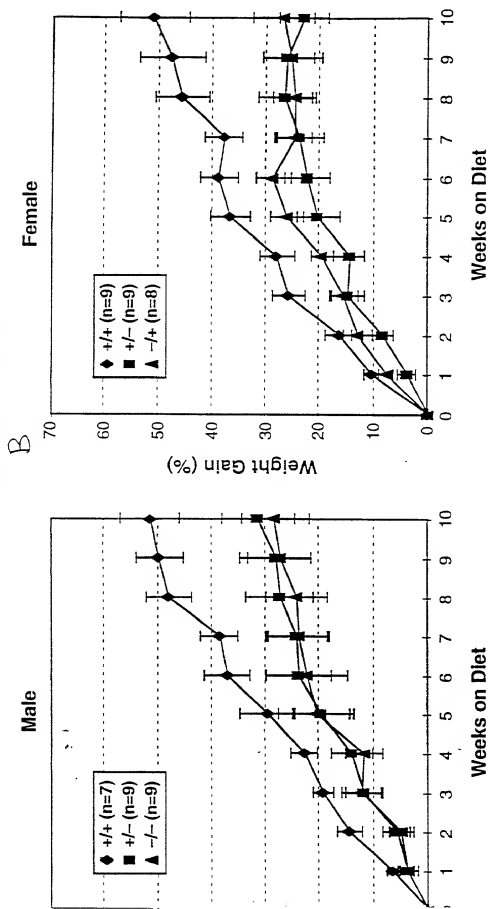 Male
+/+ (n=7)
+/− (n=9)
−/− (n=9)
0 1 2 3 4 5 6 7 8 9 10
Weeks on Diet
B
Female
+/+ (n=9)
+/− (n=9)
−/+ (n=8)
Weight Gain (%)
70
60
50
40
30
20
10
0
0 1 2 3 4 5 6 7 8 9 10
Weeks on Diet